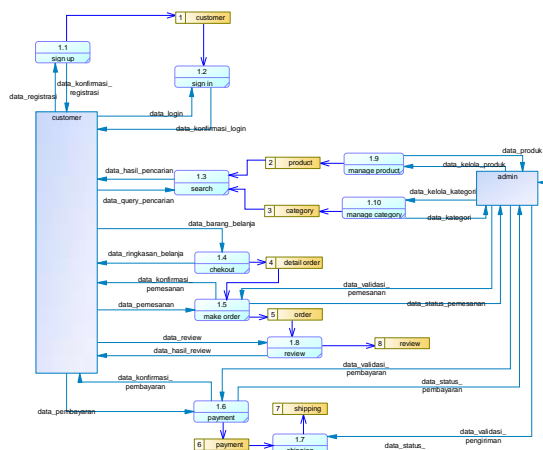 1 customer
1.1
sign up
1.2
sign in
data_konfirmasi_
registrasi
data_registrasi
customer
data_login
data_konfirmasi_login
data_produk
2 product
1.9
manage product
data_kelola_produk
data_hasil_pencarian
1.3
search
admin
data_query_pencarian
data_kelola_kategori
3 category
1.10
manage category
data_kategori
data_barang_belanja
data_ringkasan_belanja
1.4
chekout
4 detail order
data_konfirmasi_
pemesanan
data_validasi_
pemesanan
data_pemesanan
1.5
make order
data_status_pemesanan
5 order
data_review
data_hasil_review
1.8
review
8 review
data_validasi_
pembayaran
data_konfirmasi_
pembayaran
data_status_
pembayaran
data_pembayaran
1.6
payment
7 shipping
data_validasi_
pengiriman
6 payment
1.7
shipping
data_status_